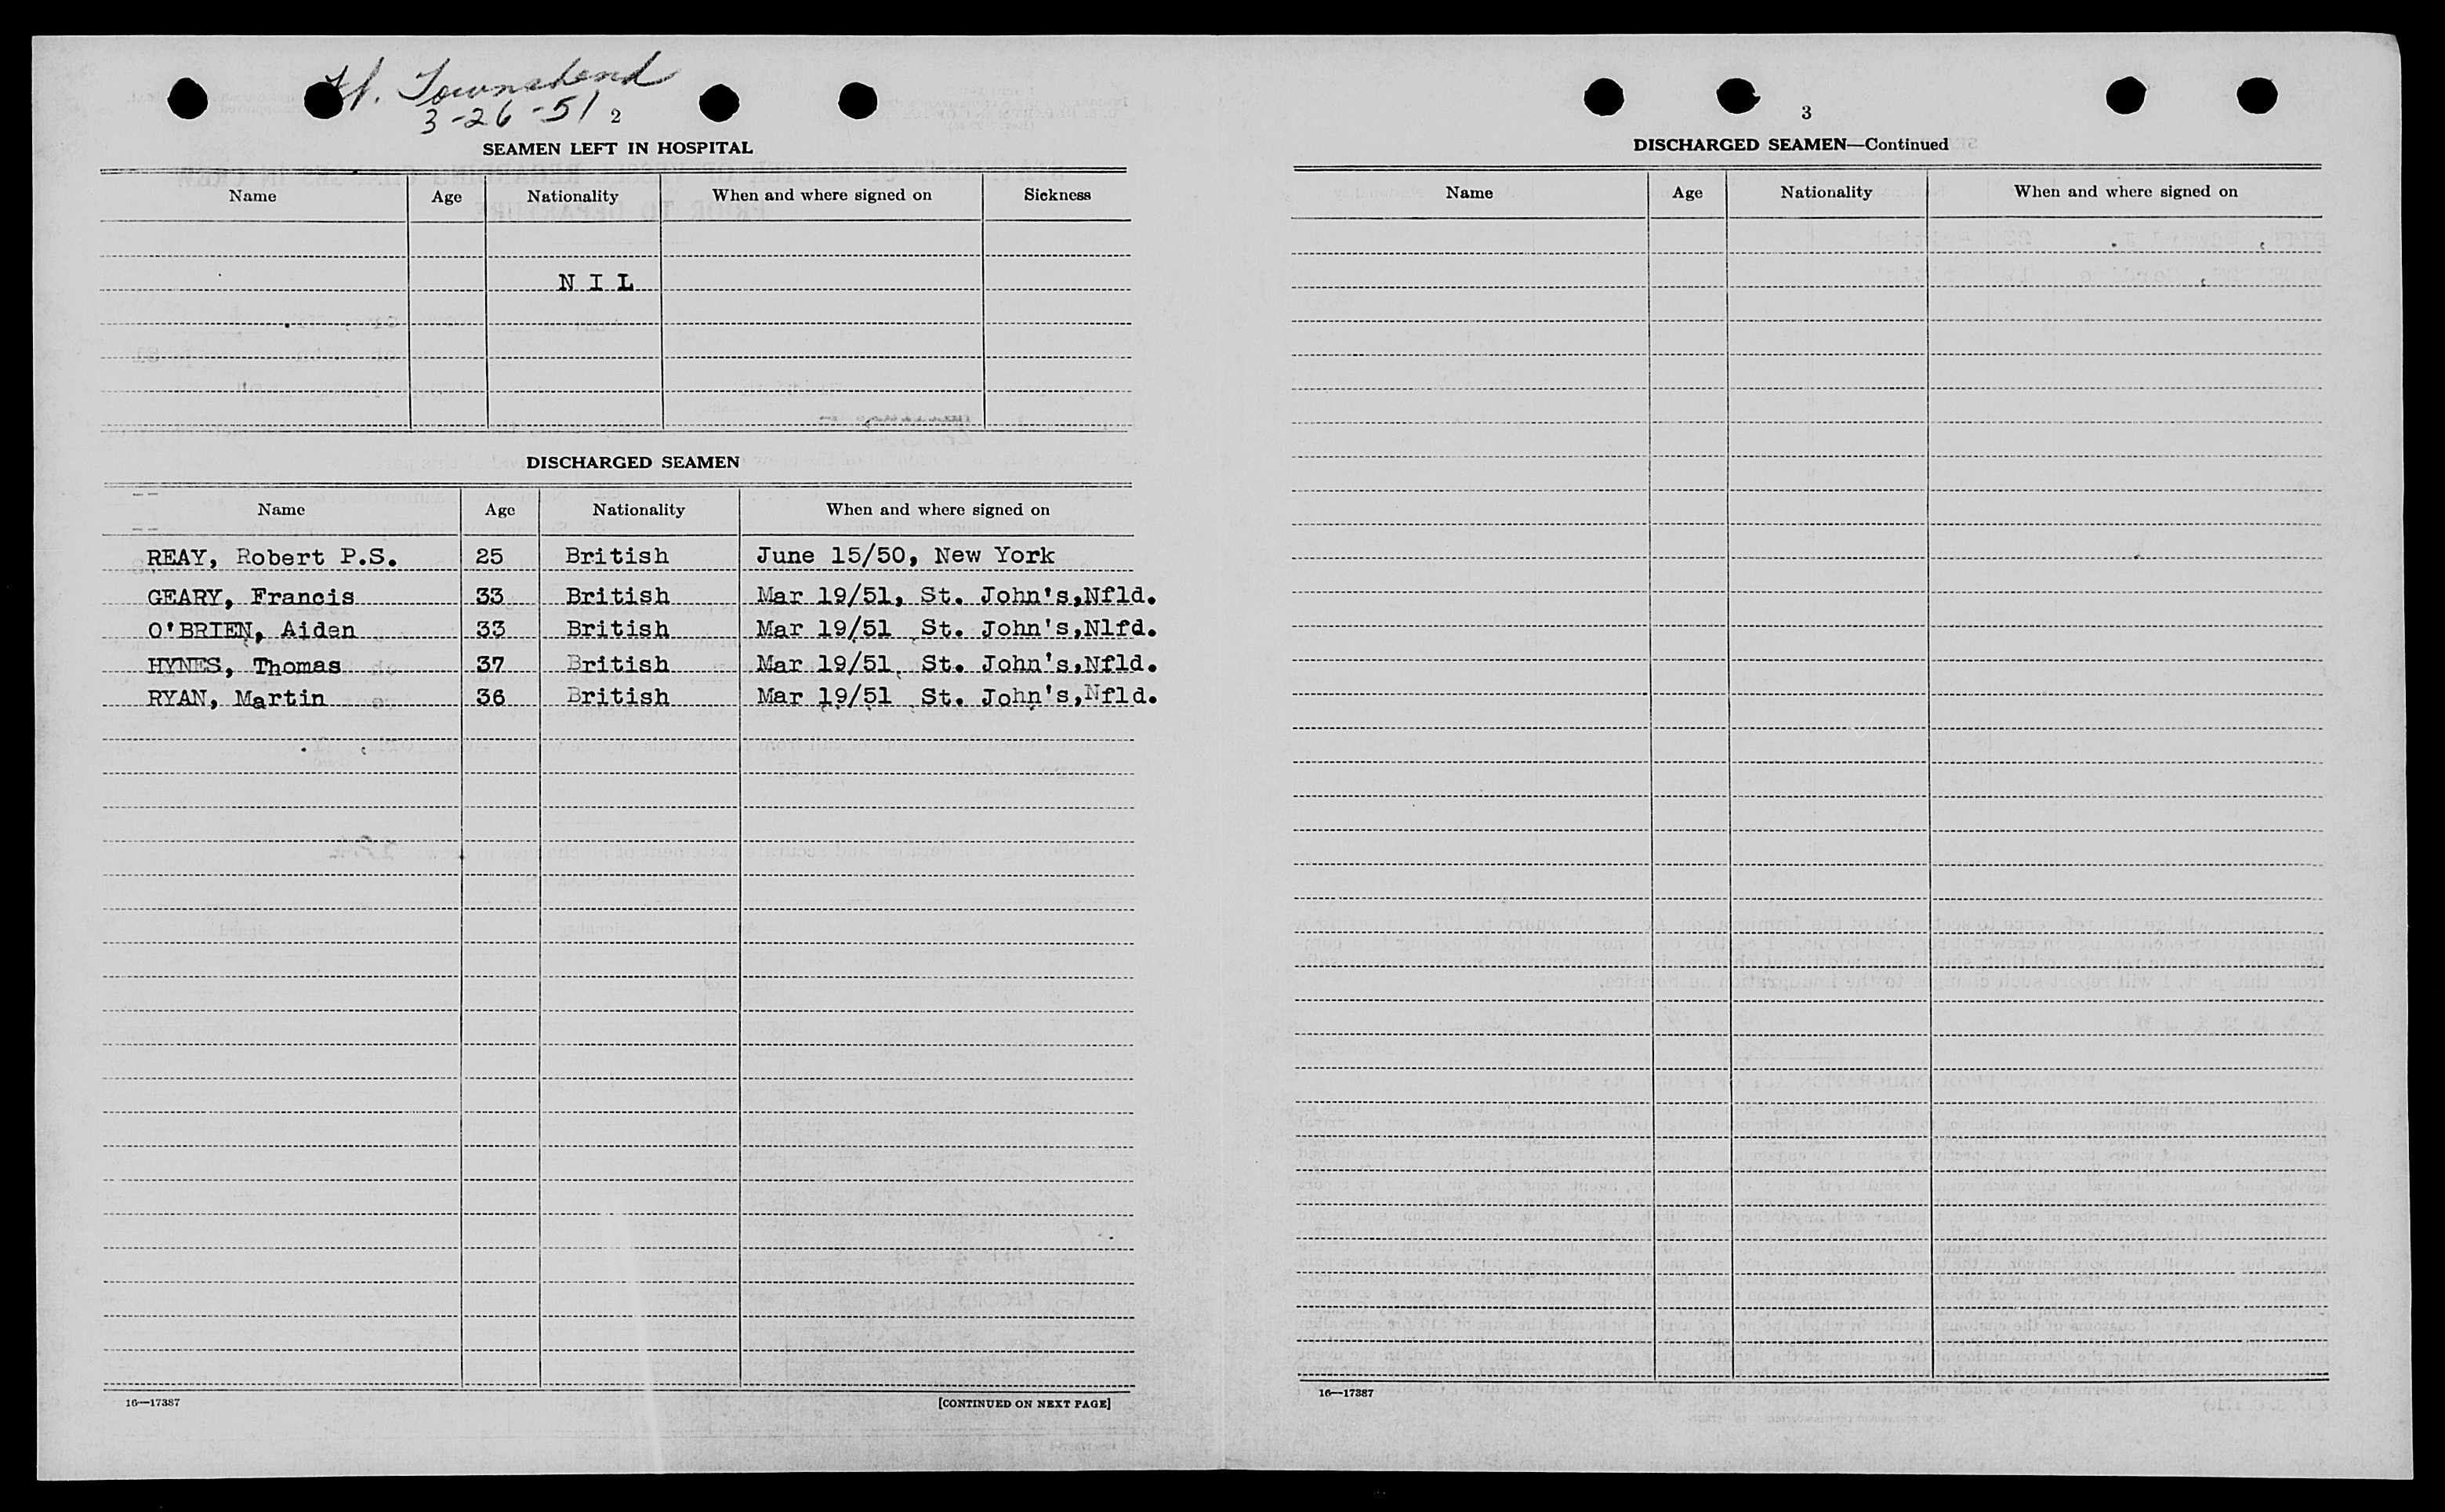 Ft. Townshend
3-26-51
2
SEAMEN LEFT IN HOSPITAL
Name Age Nationality When and where signed on Sickness
N I L
DISCHARGED SEAMEN
Name Age Nationality When and where signed on
REAY, Robert P.S. 25 British June 15/50, New York
GEARY, Francis 33 British Mar 19/51, St. John's,Nfld.
O'BRIEN, Aiden 33 British Mar 19/51, St. John's,Nlfd.
HYNES, Thomas 37 British Mar 19/51, St. John's,Nfld.
RYAN, Martin 36 British Mar 19/51, St. John's,Nfld.
16—17387 [CONTINUED ON NEXT PAGE]
3
DISCHARGED SEAMEN—Continued
Name Age Nationality When and where signed on
16—17387